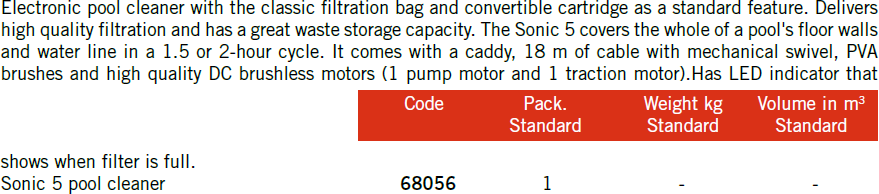 Electronic pool cleaner with the classic filtration bag and convertible cartridge as a standard feature. Delivers
high quality filtration and has a great waste storage capacity. The Sonic 5 covers the whole of a pool's floor walls
and water line in a 1.5 or 2-hour cycle. It comes with a caddy, 18 m of cable with mechanical swivel, PVA
brushes and high quality DC brushless motors (1 pump motor and 1 traction motor).Has LED indicator that
Code Pack. Weight kg Volume in m³
Standard Standard Standard
shows when filter is full.
Sonic 5 pool cleaner 68056 1 - -